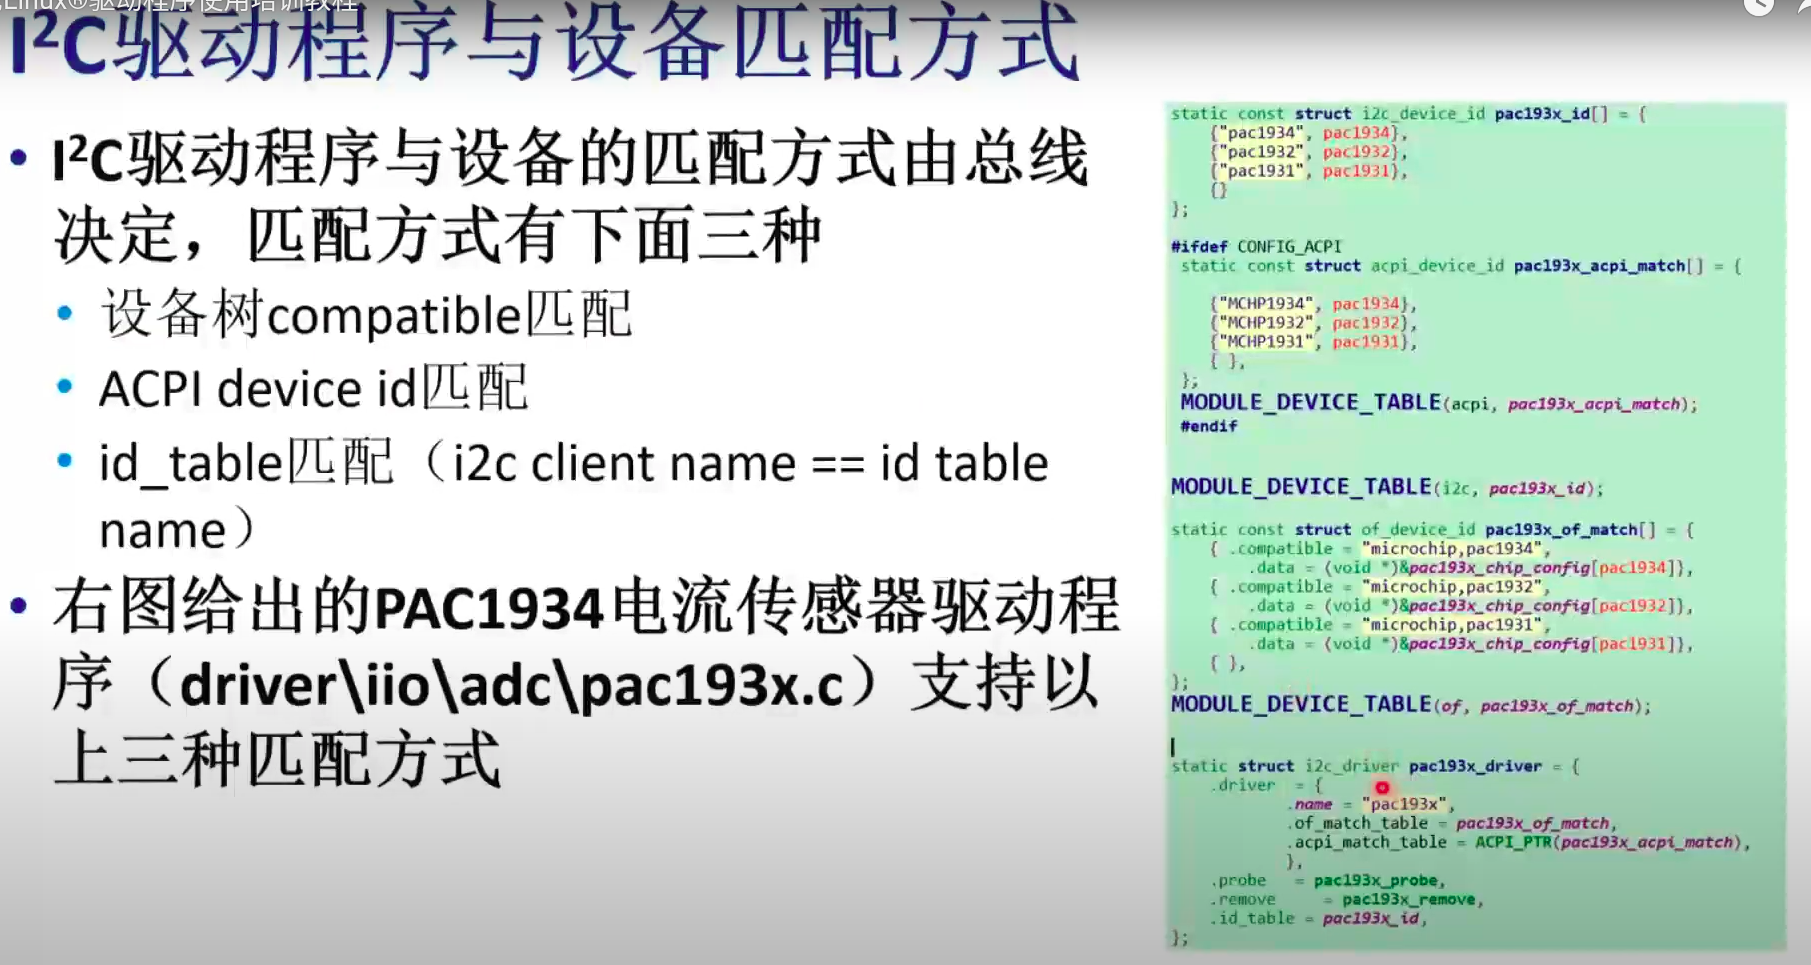 Linux®驱动程序使用培训教程
I²C驱动程序与设备匹配方式
• I²C驱动程序与设备的匹配方式由总线
决定，匹配方式有下面三种
• 设备树compatible匹配
• ACPI device id匹配
• id_table匹配（i2c client name == id table
name）
• 右图给出的PAC1934电流传感器驱动程
序（driver\iio\adc\pac193x.c）支持以
上三种匹配方式
static const struct i2c_device_id pac193x_id[] = {
{"pac1934", pac1934},
{"pac1932", pac1932},
{"pac1931", pac1931},
{}
};
#ifdef CONFIG_ACPI
static const struct acpi_device_id pac193x_acpi_match[] = {
{"MCHP1934", pac1934},
{"MCHP1932", pac1932},
{"MCHP1931", pac1931},
{ },
};
MODULE_DEVICE_TABLE(acpi, pac193x_acpi_match);
#endif
MODULE_DEVICE_TABLE(i2c, pac193x_id);
static const struct of_device_id pac193x_of_match[] = {
{ .compatible = "microchip,pac1934",
.data = (void *)&pac193x_chip_config[pac1934]},
{ .compatible = "microchip,pac1932",
.data = (void *)&pac193x_chip_config[pac1932]},
{ .compatible = "microchip,pac1931",
.data = (void *)&pac193x_chip_config[pac1931]},
{ },
};
MODULE_DEVICE_TABLE(of, pac193x_of_match);
static struct i2c_driver pac193x_driver = {
.driver = {
.name = "pac193x",
.of_match_table = pac193x_of_match,
.acpi_match_table = ACPI_PTR(pac193x_acpi_match),
},
.probe = pac193x_probe,
.remove = pac193x_remove,
.id_table = pac193x_id,
};